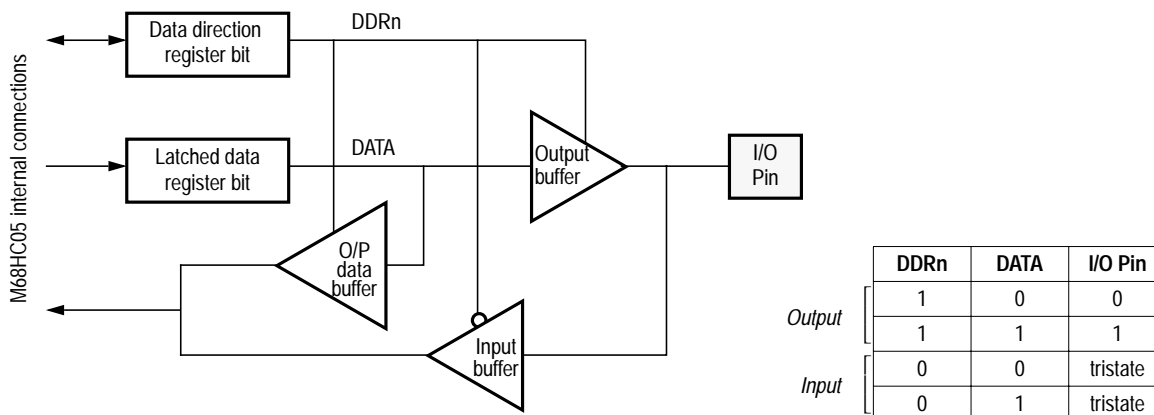 M68HC05 internal connections
Data direction
register bit
DDRn
Latched data
register bit
DATA
Output
buffer
I/O
Pin
O/P
data
buffer
Input
buffer
DDRn DATA I/O Pin
Output
1 0 0
1 1 1
Input
0 0 tristate
0 1 tristate